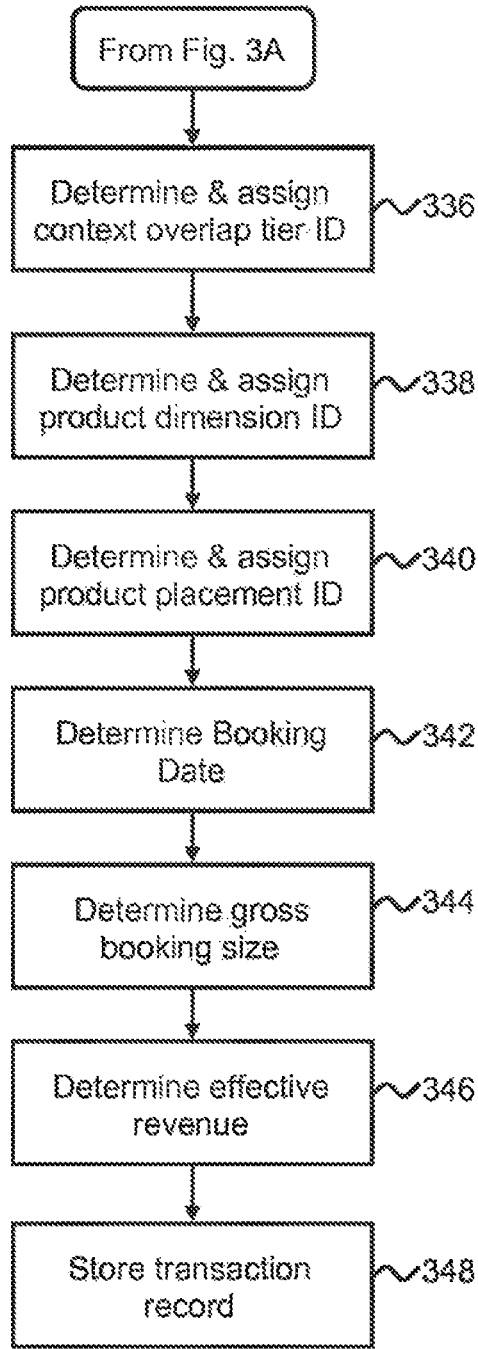 From Fig. 3A
Determine & assign
context overlap tier ID
336
Determine & assign
product dimension ID
338
Determine & assign
product placement ID
340
Determine Booking
Date
342
Determine gross
booking size
344
Determine effective
revenue
346
Store transaction
record
348